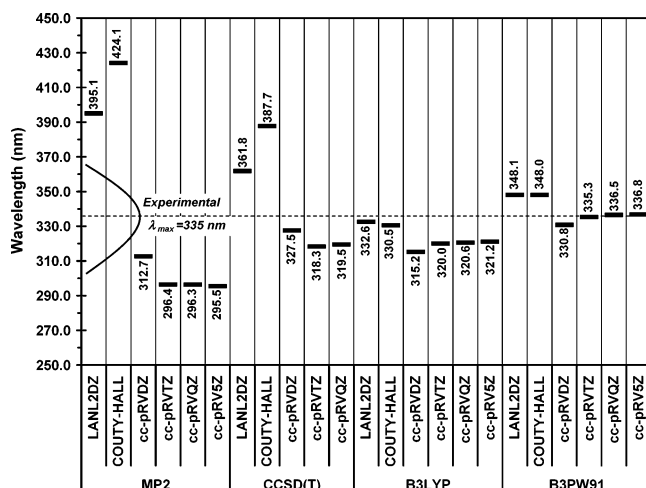 450.0
430.0
410.0
390.0
370.0
350.0
330.0
310.0
290.0
270.0
250.0
Wavelength (nm)
Experimental
λmax =335 nm
395.1
424.1
312.7
296.4
296.3
295.5
361.8
387.7
327.5
318.3
319.5
332.6
330.5
315.2
320.0
320.6
321.2
348.1
348.0
330.8
335.3
336.5
336.8
LANL2DZ
COUTY-HALL
cc-pRVDZ
cc-pRVTZ
cc-pRVQZ
cc-pRV5Z
LANL2DZ
COUTY-HALL
cc-pRVDZ
cc-pRVTZ
cc-pRVQZ
LANL2DZ
COUTY-HALL
cc-pRVDZ
cc-pRVTZ
cc-pRVQZ
cc-pRV5Z
LANL2DZ
COUTY-HALL
cc-pRVDZ
cc-pRVTZ
cc-pRVQZ
cc-pRV5Z
MP2
CCSD(T)
B3LYP
B3PW91